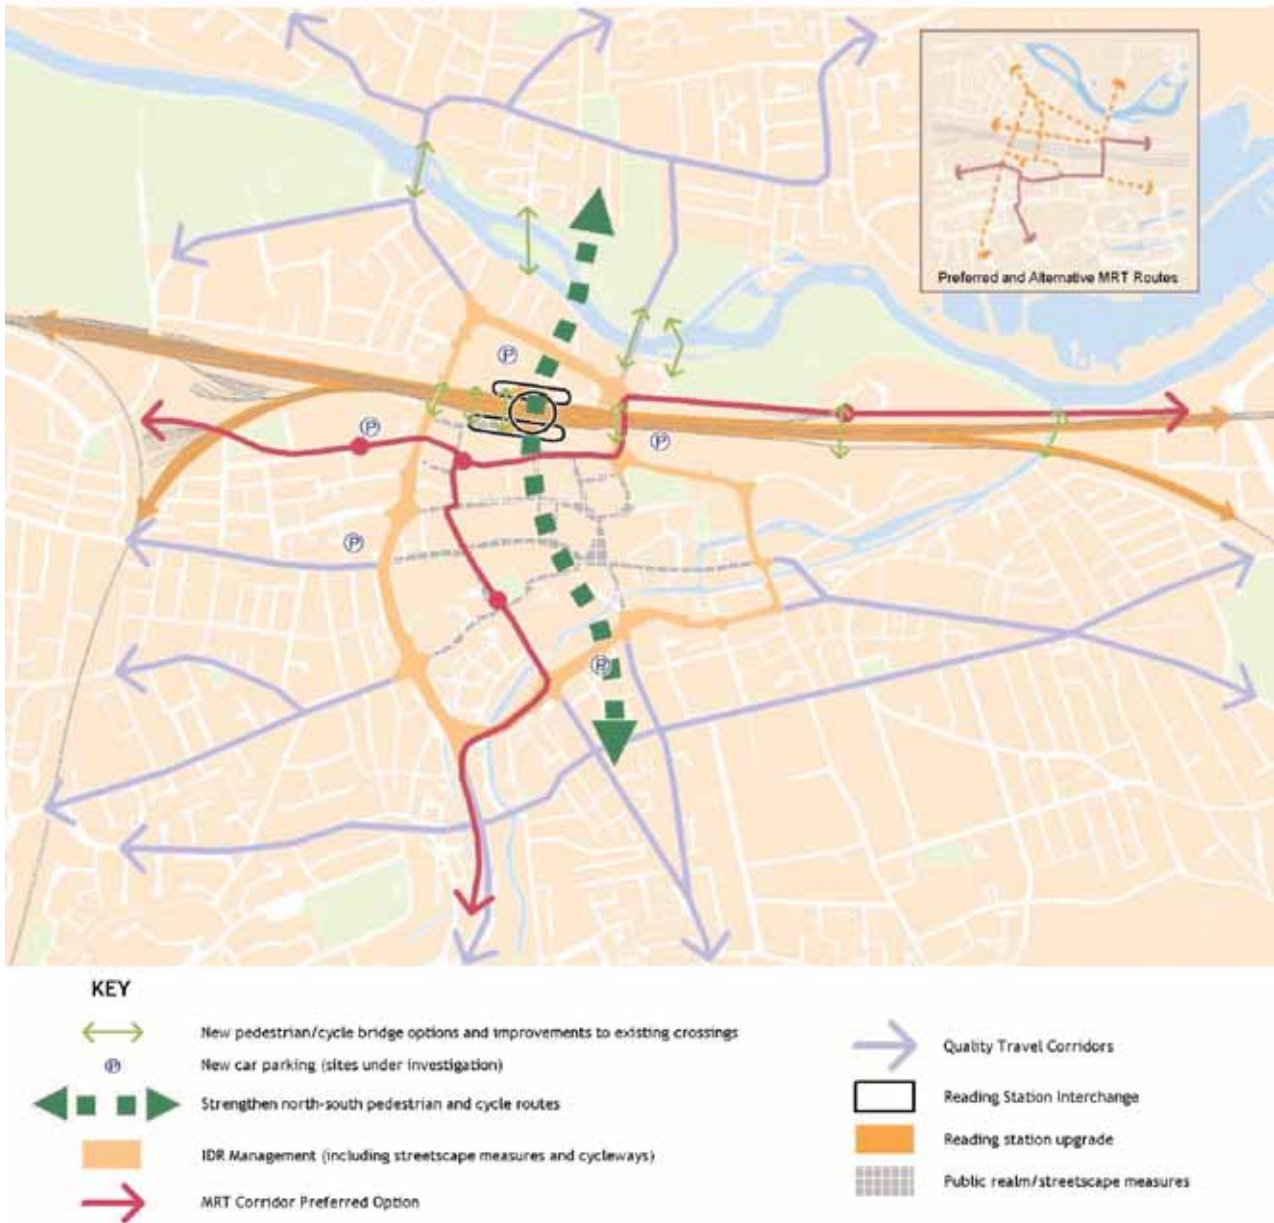 Preferred and Alternative MRT Routes
P
P
P
P
P
KEY
New pedestrian/cycle bridge options and improvements to existing crossings
P
New car parking (sites under investigation)
Strengthen north-south pedestrian and cycle routes
IDR Management (including streetscape measures and cycleways)
MRT Corridor Preferred Option
Quality Travel Corridors
Reading Station Interchange
Reading station upgrade
Public realm/streetscape measures